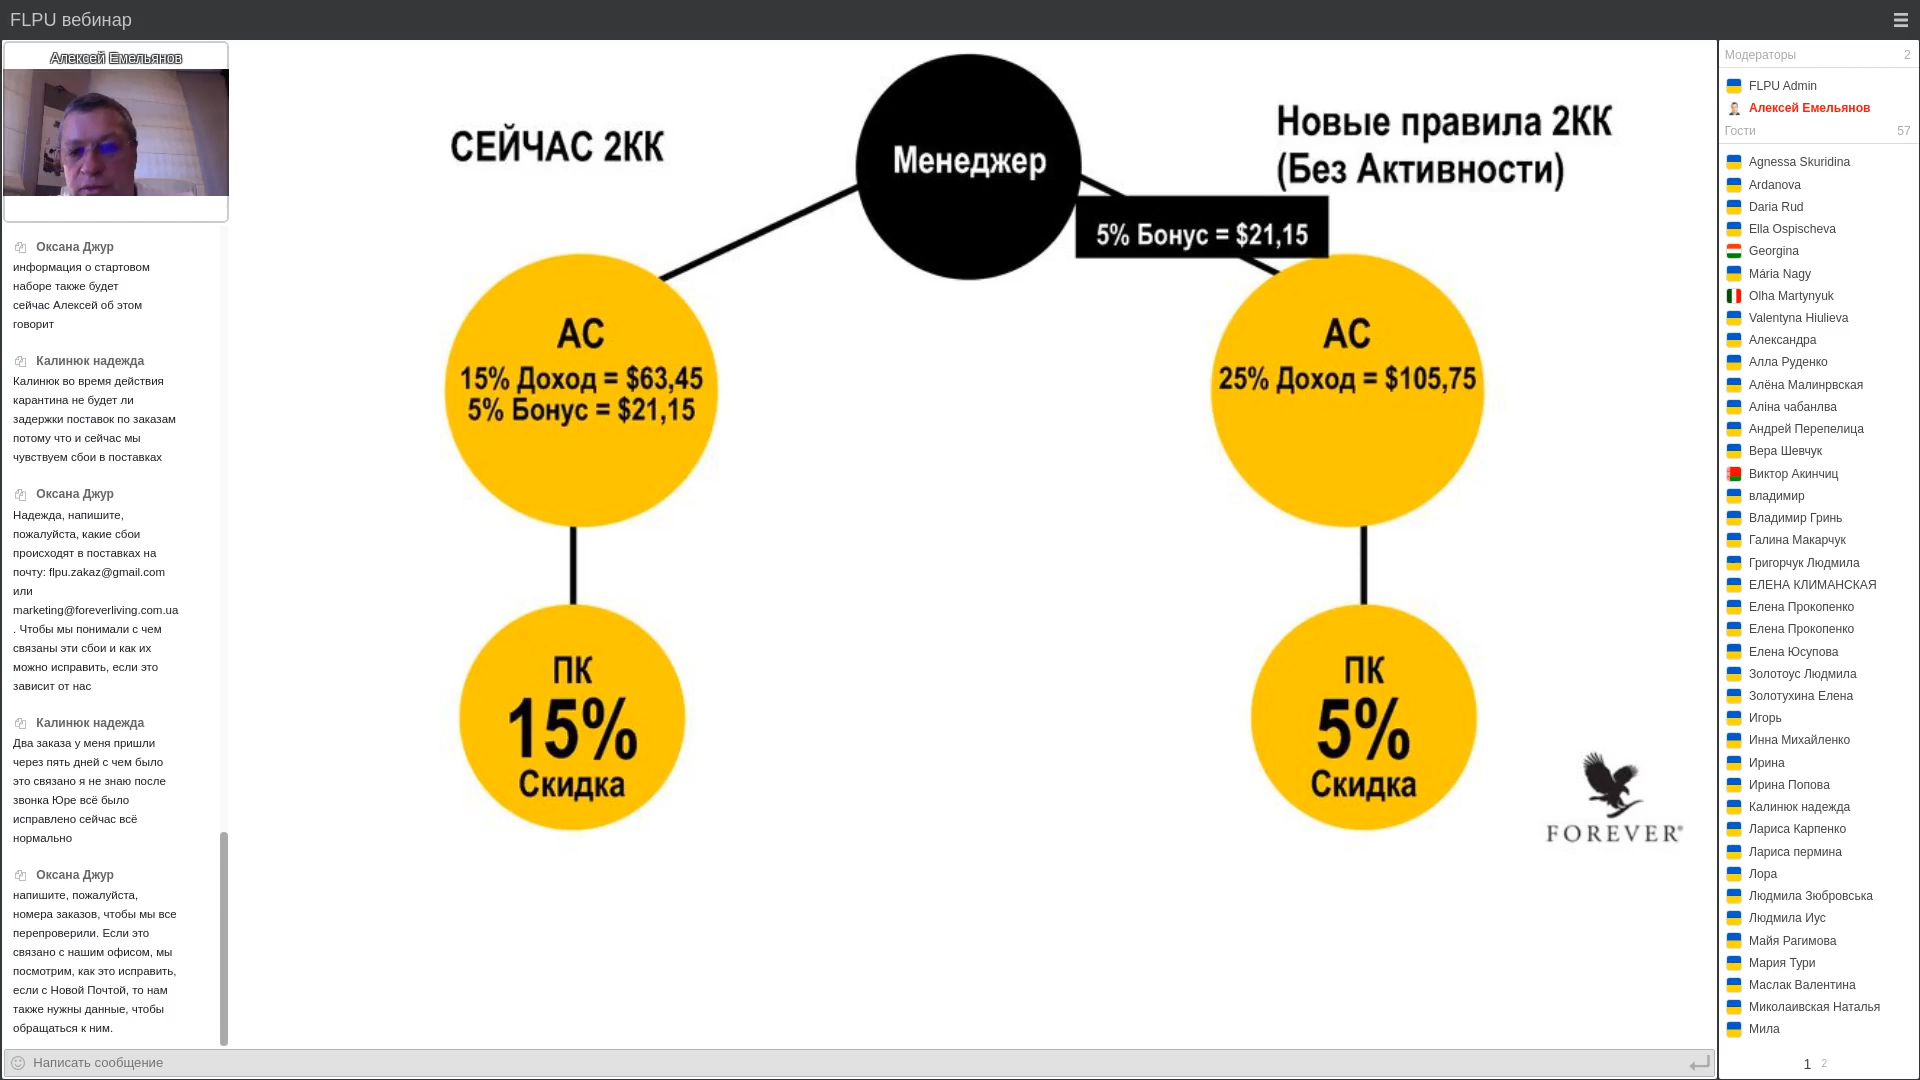 FLPU вебинар
Алексей Емельянов
Оксана Джур
информация о стартовом
наборе также будет
сейчас Алексей об этом
говорит
Калинюк надежда
Калинюк во время действия
карантина не будет ли
задержки поставок по заказам
потому что и сейчас мы
чувствуем сбои в поставках
Оксана Джур
Надежда, напишите,
пожалуйста, какие сбои
происходят в поставках на
почту: flpu.zakaz@gmail.com
или
marketing@foreverliving.com.ua
. Чтобы мы понимали с чем
связаны эти сбои и как их
можно исправить, если это
зависит от нас
Калинюк надежда
Два заказа у меня пришли
через пять дней с чем было
это связано я не знаю после
звонка Юре всё было
исправлено сейчас всё
нормально
Оксана Джур
напишите, пожалуйста,
номера заказов, чтобы мы все
перепроверили. Если это
связано с нашим офисом, мы
посмотрим, как это исправить,
если с Новой Почтой, то нам
также нужны данные, чтобы
обращаться к ним.
Написать сообщение
СЕЙЧАС 2КК
Менеджер
Новые правила 2КК
(Без Активности)
5% Бонус = $21,15
АС
15% Доход = $63,45
5% Бонус = $21,15
АС
25% Доход = $105,75
ПК
15%
Скидка
ПК
5%
Скидка
FOREVER®
Модераторы 2
FLPU Admin
Алексей Емельянов
Гости 57
Agnessa Skuridina
Ardanova
Daria Rud
Ella Ospischeva
Georgina
Mária Nagy
Olha Martynyuk
Valentyna Hiulieva
Александра
Алла Руденко
Алёна Малинрвская
Аліна чабанлва
Андрей Перепелица
Вера Шевчук
Виктор Акинчиц
владимир
Владимир Гринь
Галина Макарчук
Григорчук Людмила
ЕЛЕНА КЛИМАНСКАЯ
Елена Прокопенко
Елена Прокопенко
Елена Юсупова
Золотоус Людмила
Золотухина Елена
Игорь
Инна Михайленко
Ирина
Ирина Попова
Калинюк надежда
Лариса Карпенко
Лариса пермина
Лора
Людмила Зюбровська
Людмила Иус
Майя Рагимова
Мария Тури
Маслак Валентина
Миколаивская Наталья
Мила
1 2